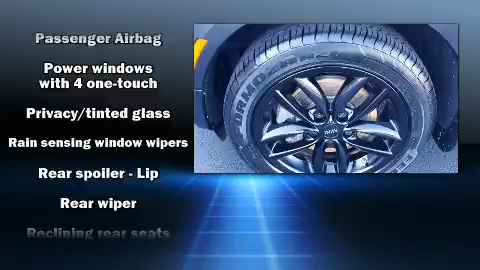 Passenger Airbag
Power windows
with 4 one-touch
Privacy/tinted glass
Rain sensing window wipers
Rear spoiler - Lip
Rear wiper
Reclining rear seats